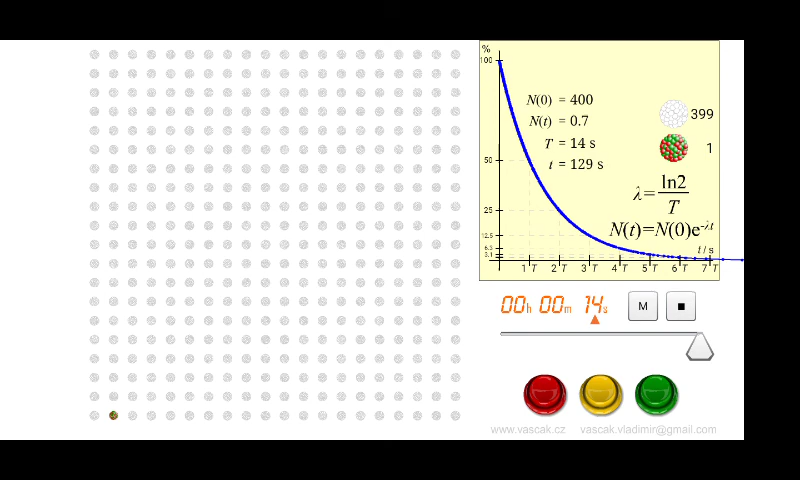 %
100
N(0) = 400
399
N(t) = 0.7
T = 14 s
1
50
t = 129 s
λ = ln2 / T
25
N(t)=N(0)e^-λt
12.5
6.3
3.1
t / s
1 T 2 T 3 T 4 T 5 T 6 T 7 T
00h 00m 14s
M
www.vascak.cz vascak.vladimir@gmail.com